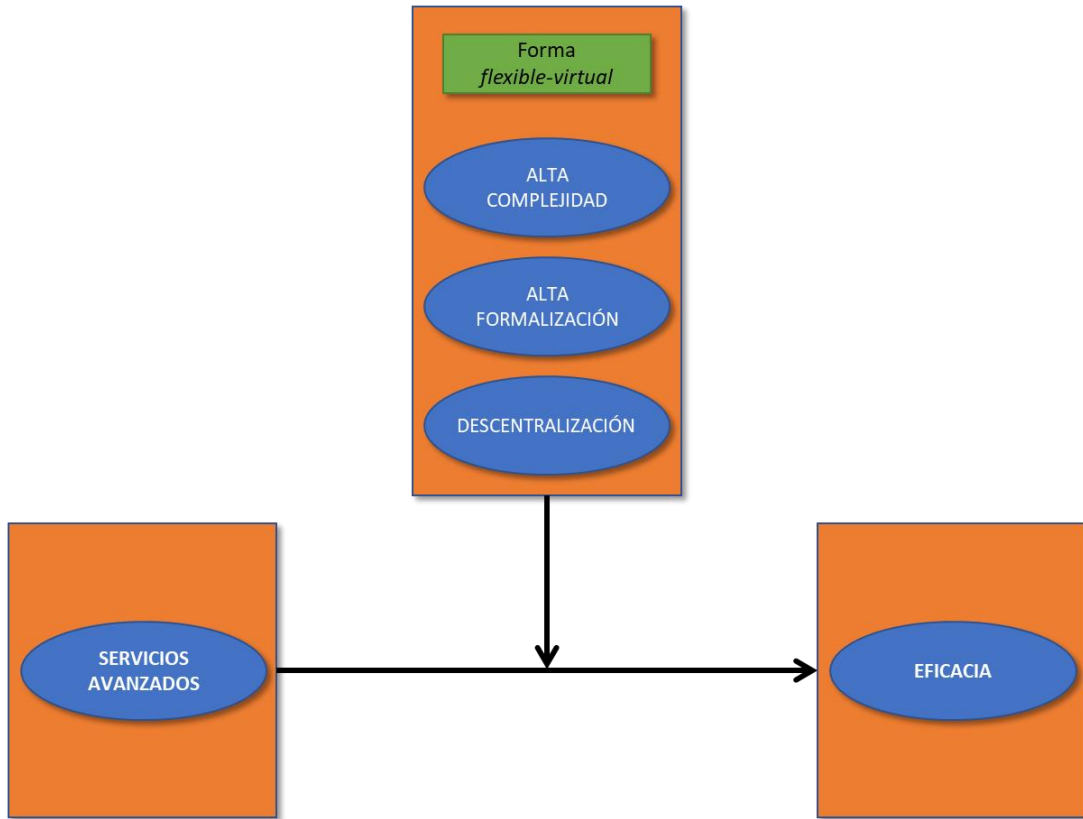 Forma
flexible-virtual
ALTA
COMPLEJIDAD
ALTA
FORMALIZACIÓN
DESCENTRALIZACIÓN
SERVICIOS
AVANZADOS
EFICACIA